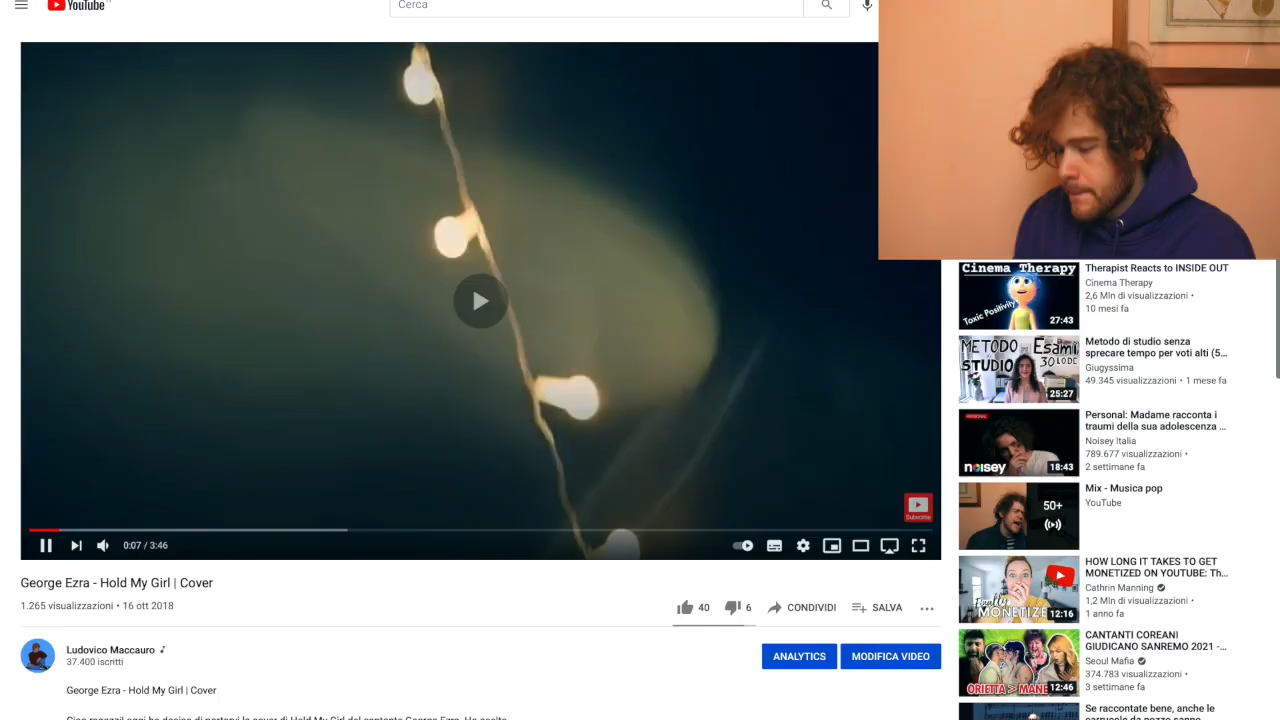 YouTube
Cerca
0:07 / 3:46
Subscribe
George Ezra - Hold My Girl | Cover
1.265 visualizzazioni • 16 ott 2018
40
6
CONDIVIDI
SALVA
Ludovico Maccauro
37.400 iscritti
ANALYTICS
MODIFICA VIDEO
George Ezra - Hold My Girl | Cover
Cinema Therapy
Toxic Positivity
27:43
Therapist Reacts to INSIDE OUT
Cinema Therapy
2,6 Mln di visualizzazioni •
10 mesi fa
METODO
STUDIO
Esami
30 LODE
25:27
Metodo di studio senza
sprecare tempo per voti alti (5...
Giugyssima
49.345 visualizzazioni • 1 mese fa
noisey
18:43
Personal: Madame racconta i
traumi della sua adolescenza ...
Noisey Italia
789.677 visualizzazioni •
2 settimane fa
50+
Mix - Musica pop
YouTube
MONETIZE
12:16
HOW LONG IT TAKES TO GET
MONETIZED ON YOUTUBE: Th...
Cathrin Manning
1,2 Mln di visualizzazioni •
1 anno fa
ORIETTA > MANE
12:46
CANTANTI COREANI
GIUDICANO SANREMO 2021 -...
Seoul Mafia
374.783 visualizzazioni •
3 settimane fa
Se raccontate bene, anche le